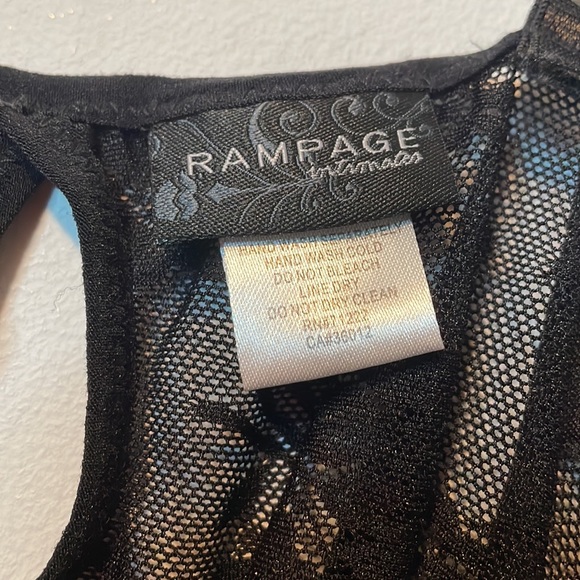 RAMPAGE
intimates
HAND WASH SEPARATELY
HAND WASH COLD
DO NOT BLEACH
LINE DRY
DO NOT DRY CLEAN
RN#71223
CA#36012